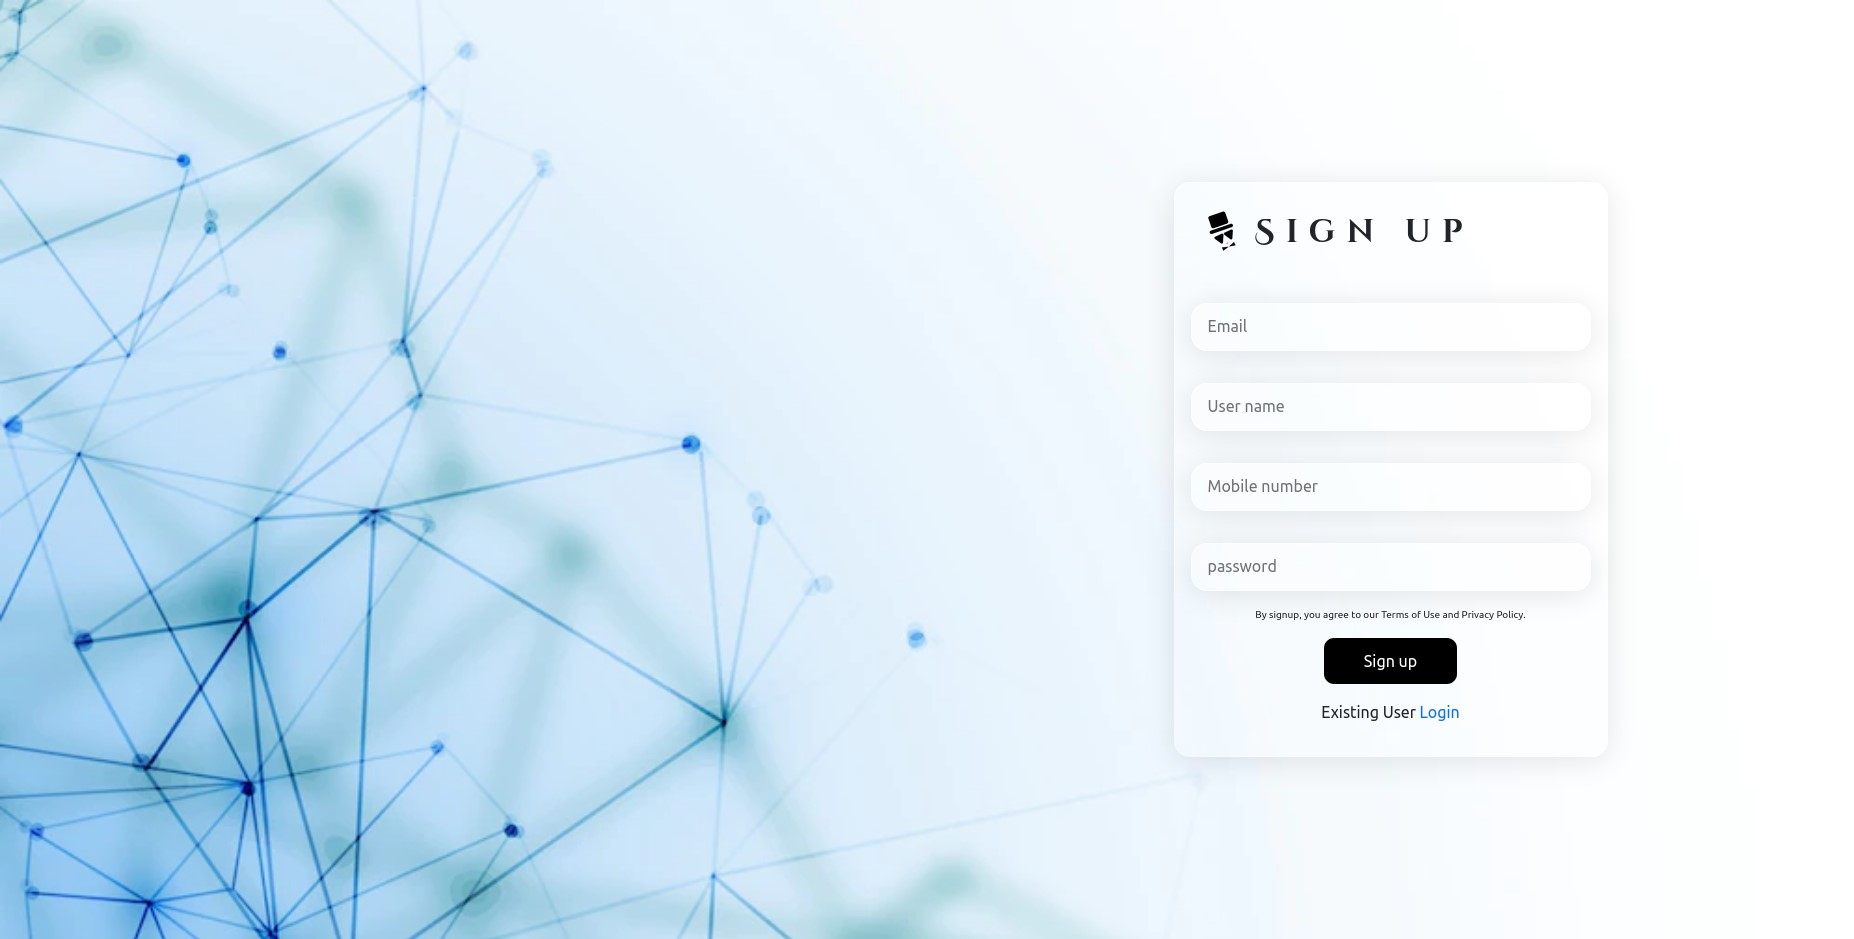 SIGN UP
Email
User name
Mobile number
password
By signup, you agree to our Terms of Use and Privacy Policy.
Sign up
Existing User Login